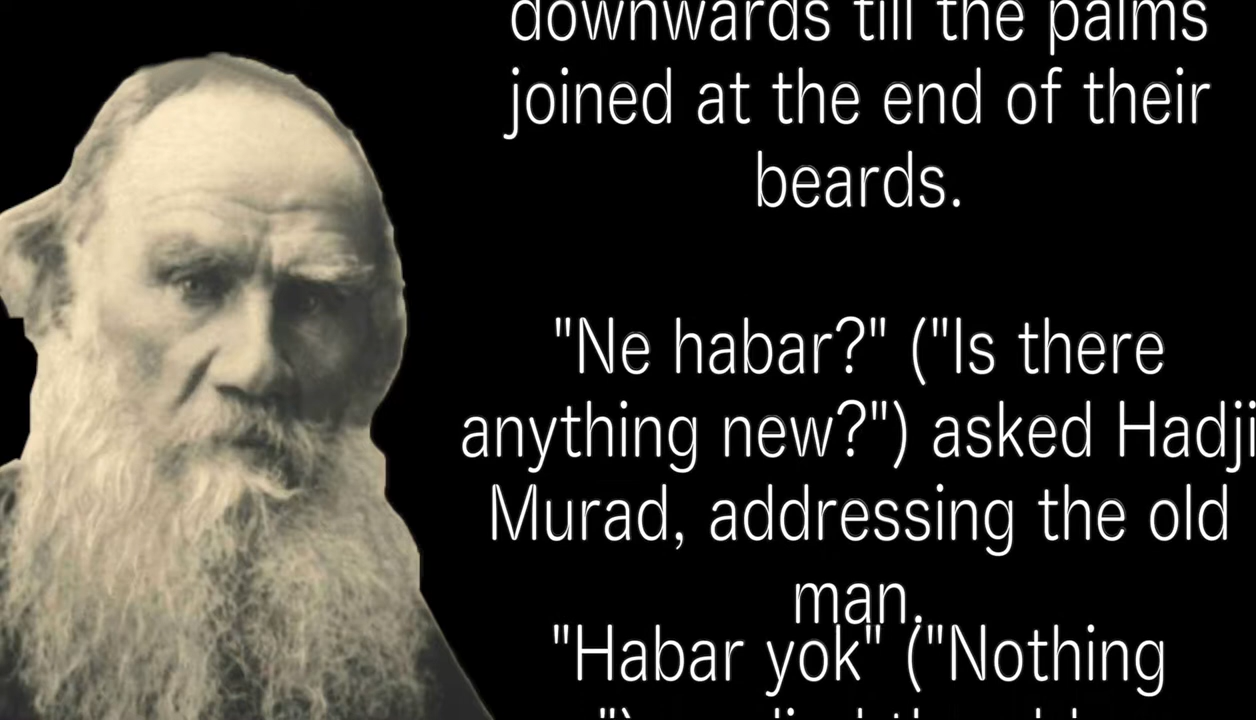 downwards till the palms
joined at the end of their
beards.
"Ne habar?" ("Is there
anything new?") asked Hadji
Murad, addressing the old
man.
"Habar yok" ("Nothing